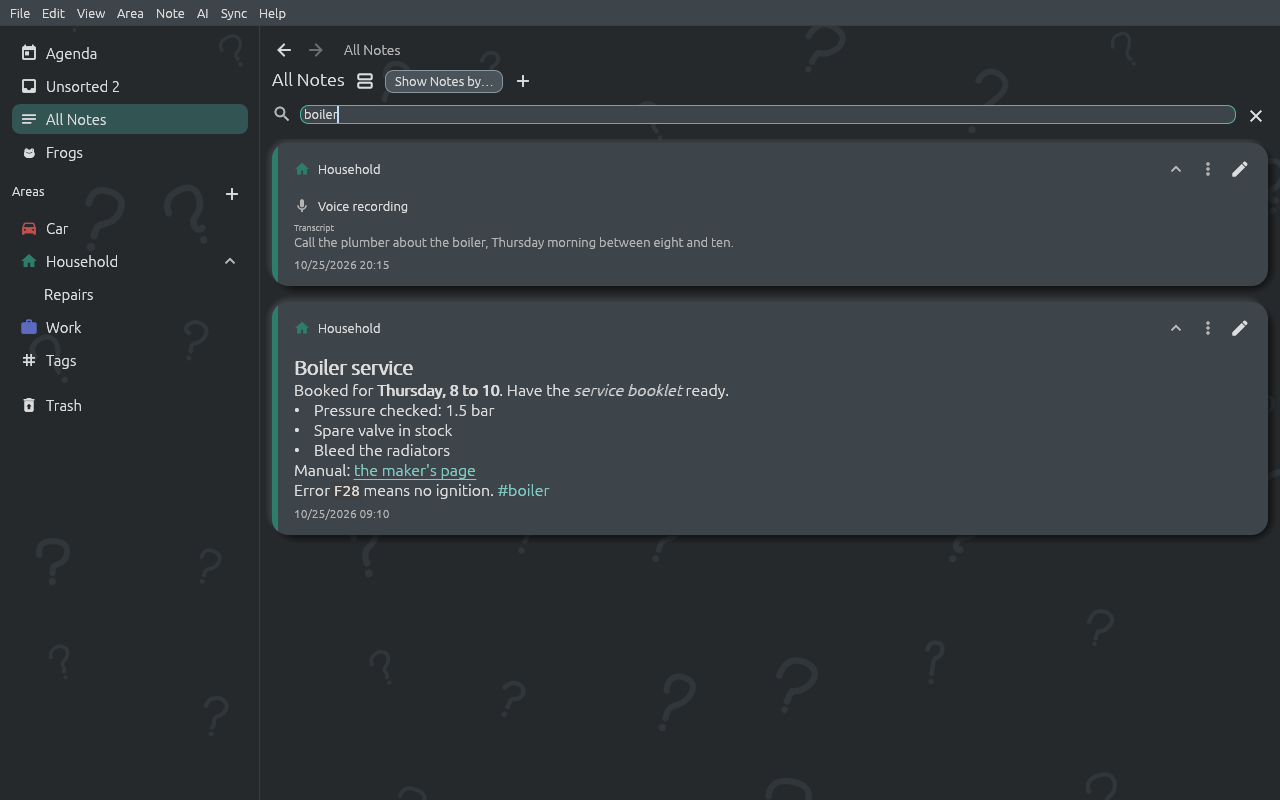 File Edit View Area Note AI Sync Help
Agenda
Unsorted 2
All Notes
Frogs
Areas
Car
Household
Repairs
Work
Tags
Trash
All Notes
All Notes Show Notes by…
boiler
Household
Voice recording
Transcript
Call the plumber about the boiler, Thursday morning between eight and ten.
10/25/2026 20:15
Household
Boiler service
Booked for Thursday, 8 to 10. Have the service booklet ready.
• Pressure checked: 1.5 bar
• Spare valve in stock
• Bleed the radiators
Manual: the maker's page
Error F28 means no ignition. #boiler
10/25/2026 09:10